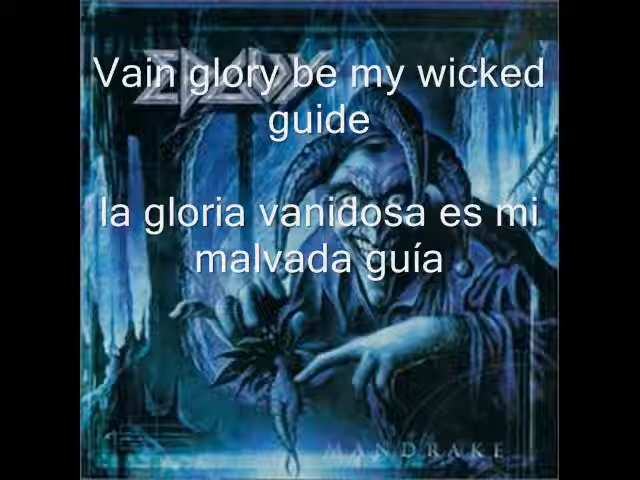 EDGUY
Vain glory be my wicked
guide
la gloria vanidosa es mi
malvada guía
MANDRAKE